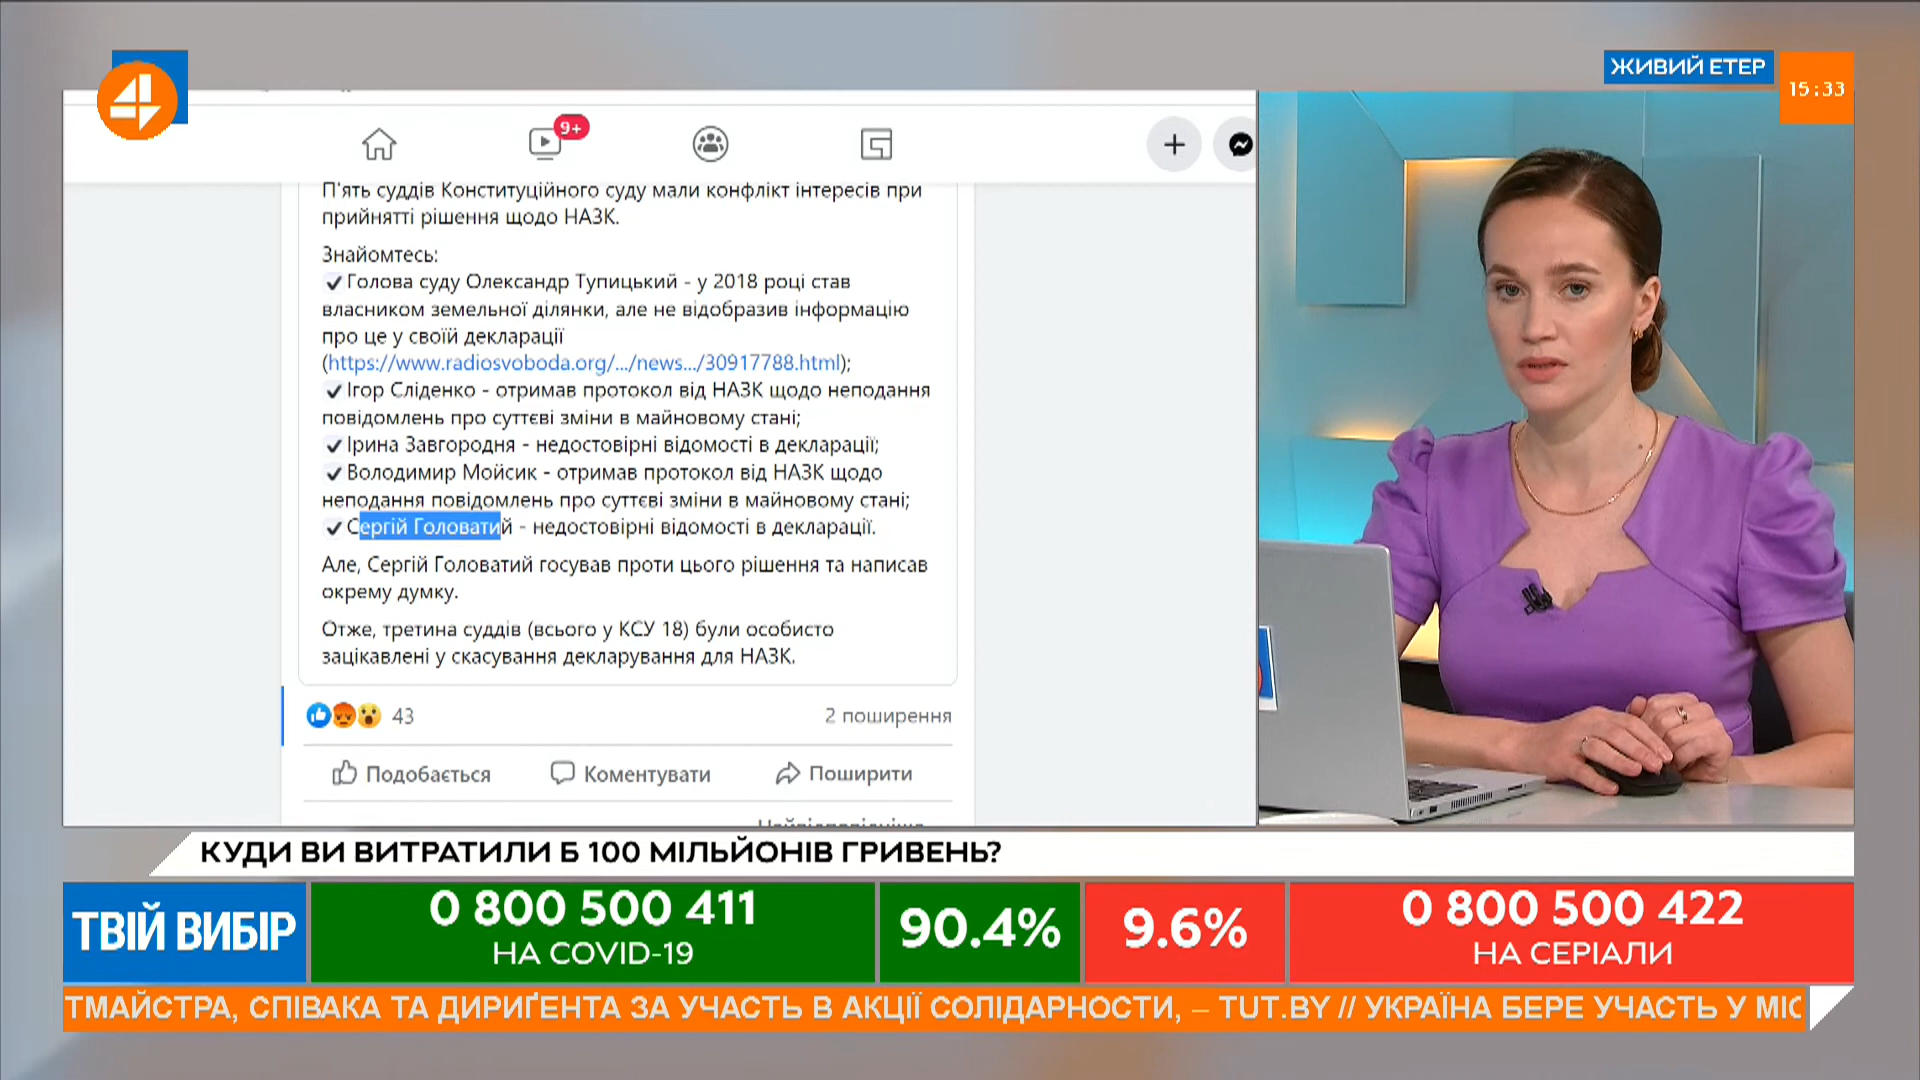 4
ЖИВИЙ ЕТЕР
15:33
9+
П'ять суддів Конституційного суду мали конфлікт інтересів при
прийнятті рішення щодо НАЗК.
Знайомтесь:
✔Голова суду Олександр Тупицький - у 2018 році став
власником земельної ділянки, але не відобразив інформацію
про це у своїй декларації
(https://www.radiosvoboda.org/.../news.../30917788.html);
✔Ігор Сліденко - отримав протокол від НАЗК щодо неподання
повідомлень про суттєві зміни в майновому стані;
✔Ірина Завгородня - недостовірні відомості в декларації;
✔Володимир Мойсик - отримав протокол від НАЗК щодо
неподання повідомлень про суттєві зміни в майновому стані;
✔Сергій Головатий - недостовірні відомості в декларації.
Але, Сергій Головатий госував проти цього рішення та написав
окрему думку.
Отже, третина суддів (всього у КСУ 18) були особисто
зацікавлені у скасування декларування для НАЗК.
43
2 поширення
Подобається
Коментувати
Поширити
КУДИ ВИ ВИТРАТИЛИ Б 100 МІЛЬЙОНІВ ГРИВЕНЬ?
ТВІЙ ВИБІР
0 800 500 411
НА COVID-19
90.4%
9.6%
0 800 500 422
НА СЕРІАЛИ
ТМАЙСТРА, СПІВАКА ТА ДИРИҐЕНТА ЗА УЧАСТЬ В АКЦІЇ СОЛІДАРНОСТИ, – TUT.BY // УКРАЇНА БЕРЕ УЧАСТЬ У МІС